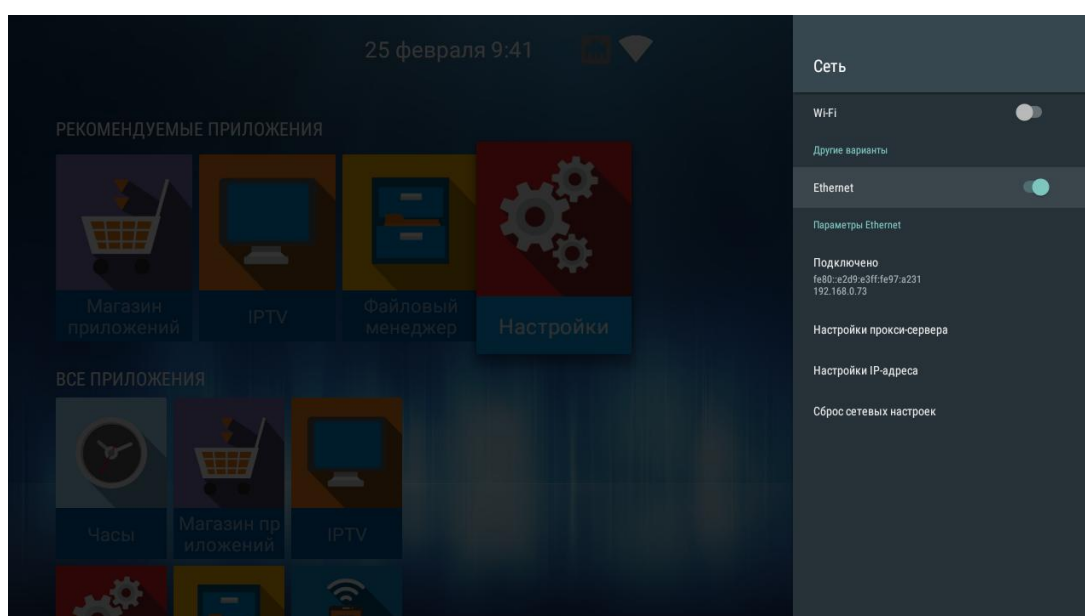 25 февраля 9:41
РЕКОМЕНДУЕМЫЕ ПРИЛОЖЕНИЯ
Магазин
приложений
IPTV
Файловый
менеджер
Настройки
ВСЕ ПРИЛОЖЕНИЯ
Часы
Магазин пр
иложений
IPTV
Сеть
Wi-Fi
Другие варианты
Ethernet
Параметры Ethernet
Подключено
fe80::e2d9:e3ff:fe97:a231
192.168.0.73
Настройки прокси-сервера
Настройки IP-адреса
Сброс сетевых настроек